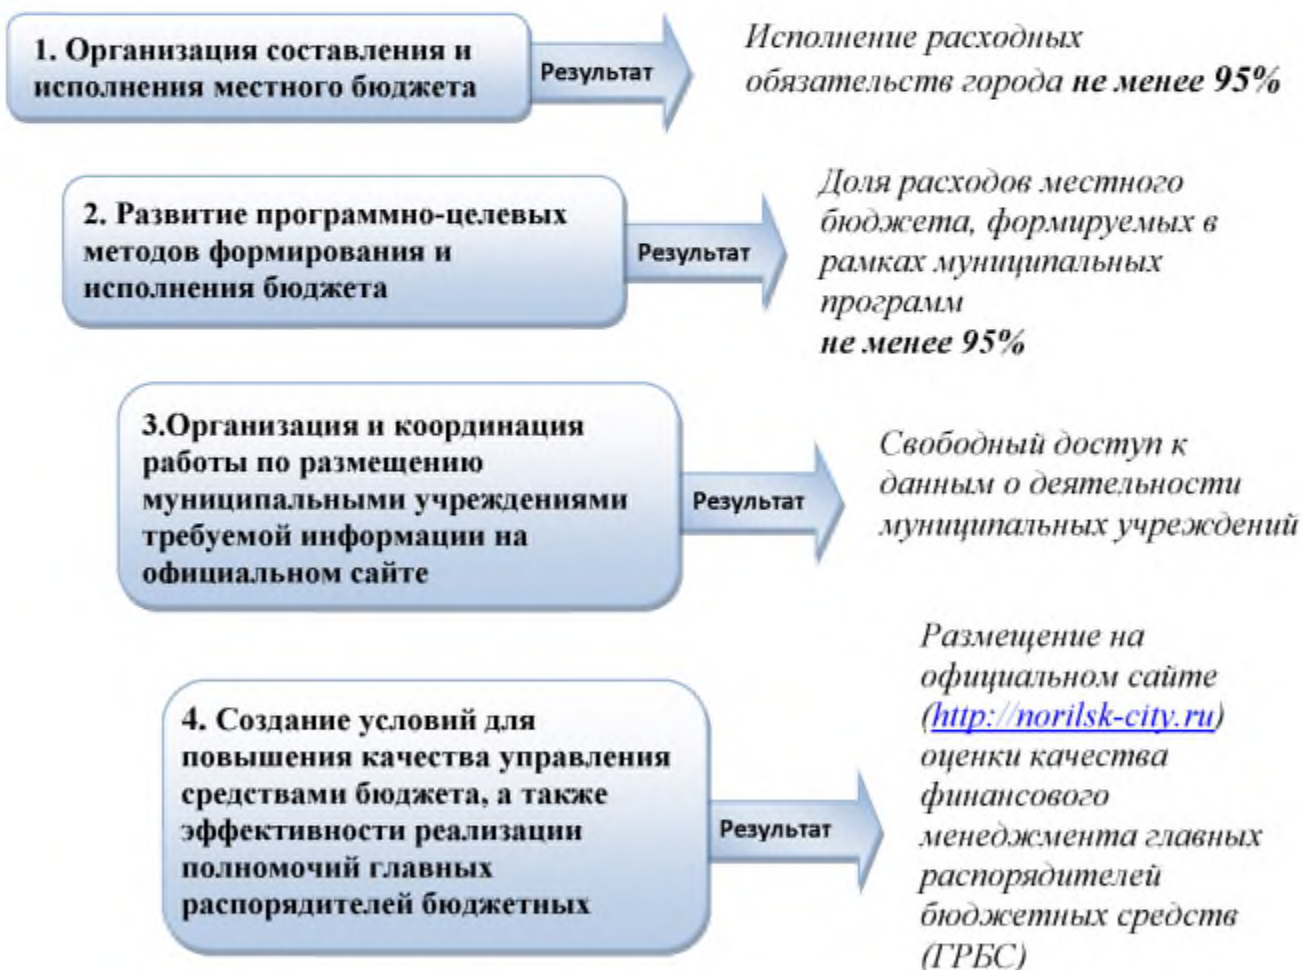 1. Организация составления и
исполнения местного бюджета
Результат
Исполнение расходных
обязательств города не менее 95%
2. Развитие программно-целевых
методов формирования и
исполнения бюджета
Результат
Доля расходов местного
бюджета, формируемых в
рамках муниципальных
программ
не менее 95%
3.Организация и координация
работы по размещению
муниципальными учреждениями
требуемой информации на
официальном сайте
Результат
Свободный доступ к
данным о деятельности
муниципальных учреждений
4. Создание условий для
повышения качества управления
средствами бюджета, а также
эффективности реализации
полномочий главных
распорядителей бюджетных
Результат
Размещение на
официальном сайте
(http://norilsk-city.ru)
оценки качества
финансового
менеджмента главных
распорядителей
бюджетных средств
(ГРБС)